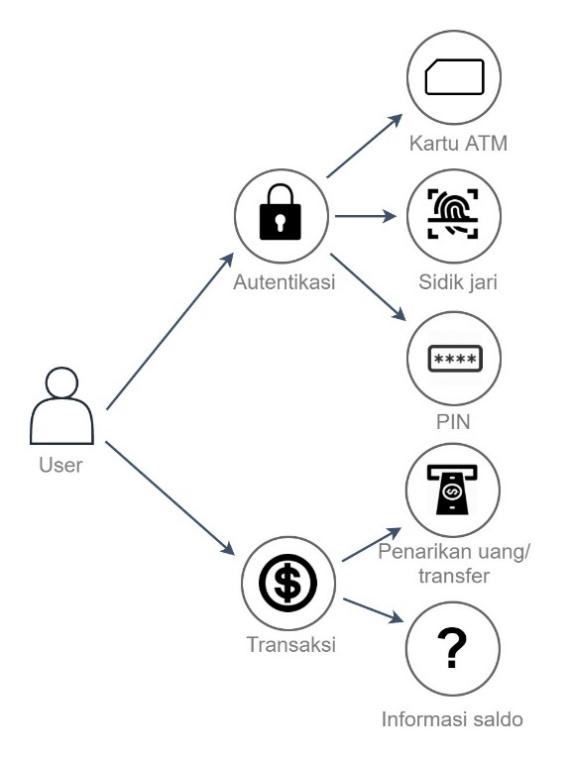 Kartu ATM
Autentikasi
Sidik jari
****
PIN
User
$
Penarikan uang/
transfer
Transaksi
?
Informasi saldo